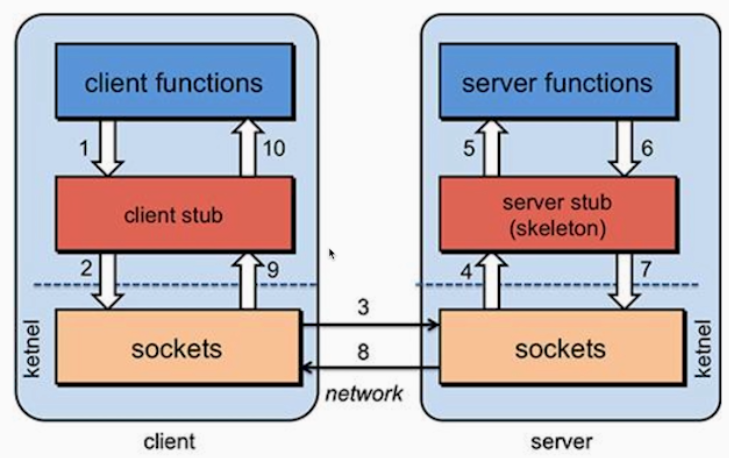 client functions
server functions
1
10
5
6
client stub
server stub
(skeleton)
2
9
4
7
3
ketnel
sockets
sockets
ketnel
8
network
client
server